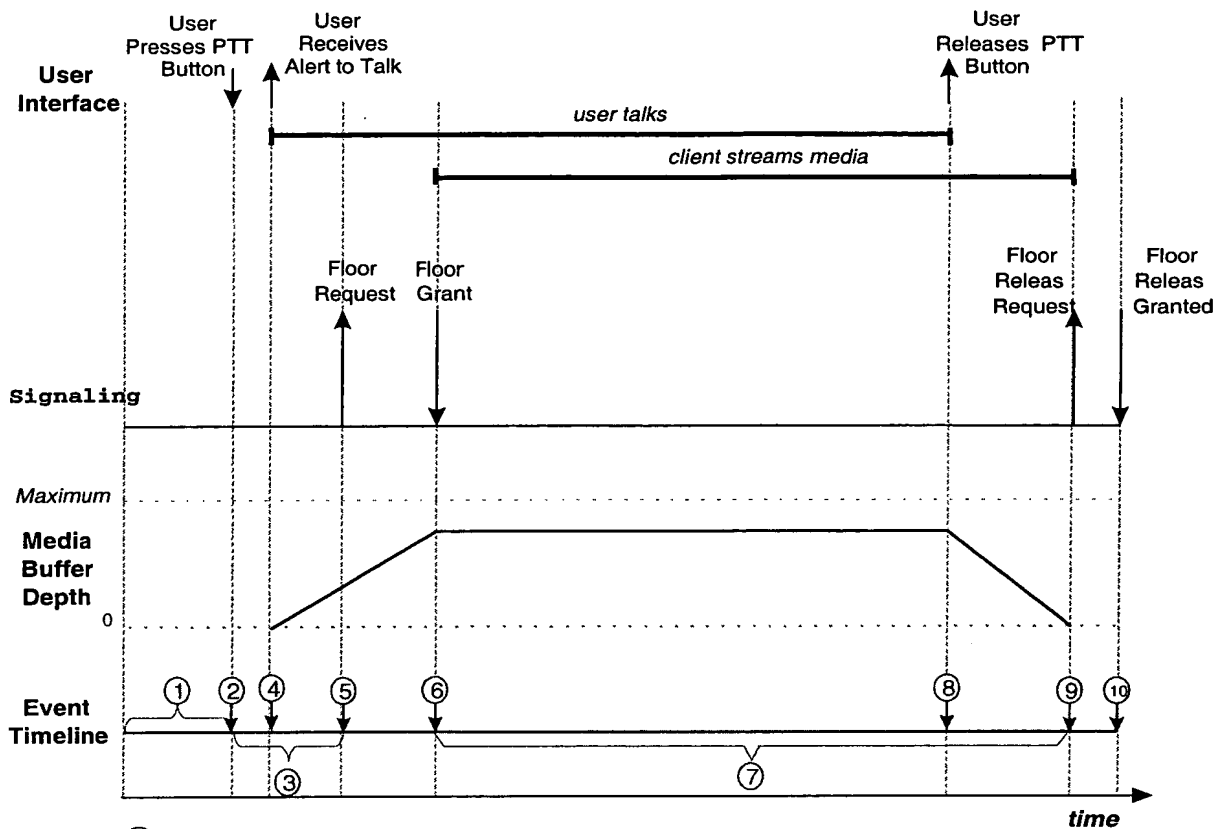 User
Presses PTT
Button
User
Receives
Alert to Talk
User
Releases PTT
Button
User
Interface
user talks
client streams media
Floor
Request
Floor
Grant
Floor
Releas
Request
Floor
Releas
Granted
Signaling
Maximum
Media
Buffer
Depth
0
Event
Timeline
1
2
4
5
6
8
9
10
3
7
time